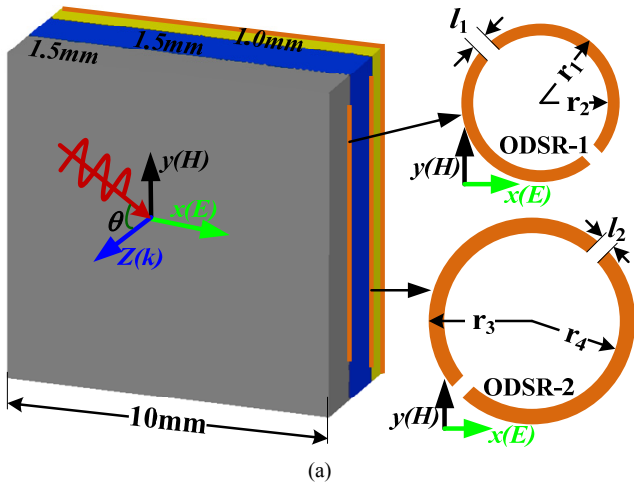 1.5mm 1.5mm 1.0mm
y(H)
x(E)
θ
Z(k)
10mm
l₁
r₁
r₂
ODSR-1
y(H)
x(E)
l₂
r₃
r₄
ODSR-2
y(H)
x(E)
(a)